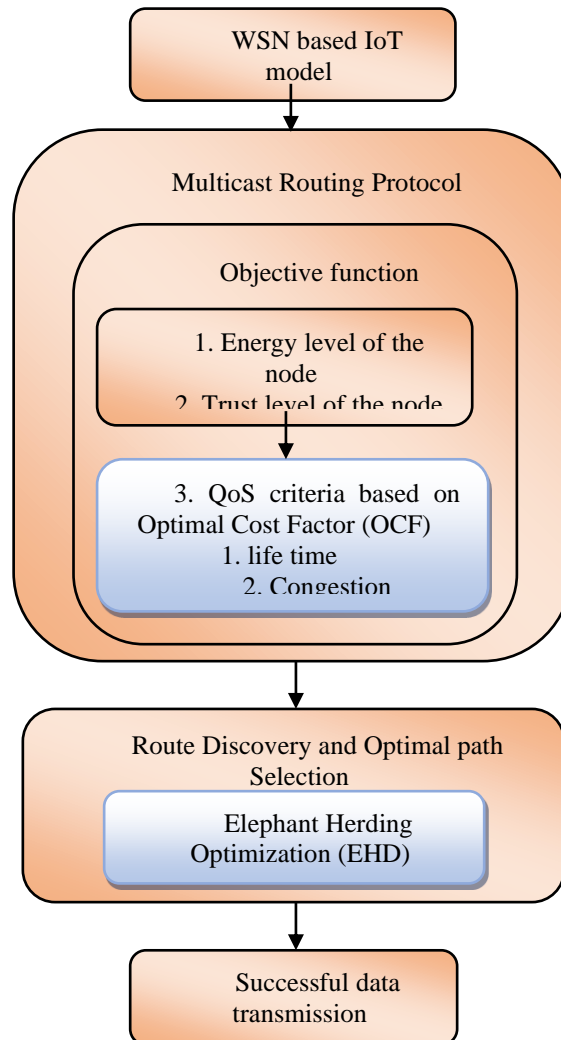 WSN based IoT
model
Multicast Routing Protocol
Objective function
1. Energy level of the
node
2. Trust level of the node
3. QoS criteria based on
Optimal Cost Factor (OCF)
1. life time
2. Congestion
Route Discovery and Optimal path
Selection
Elephant Herding
Optimization (EHD)
Successful data
transmission